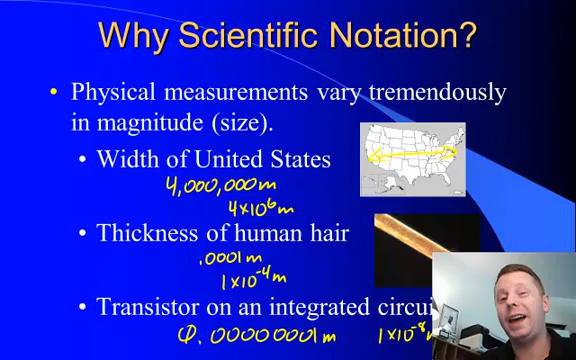 Why Scientific Notation?
• Physical measurements vary tremendously
in magnitude (size).
• Width of United States
4,000,000m
4x10⁶m
• Thickness of human hair
.0001m
1x10⁻⁴m
• Transistor on an integrated
0.00000001m 1x10⁻⁸